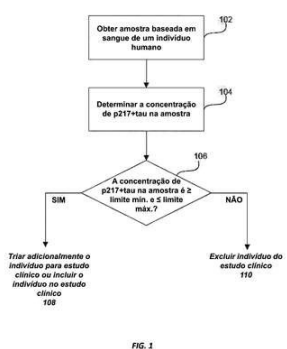 Obter amostra baseada em
sangue de um indivíduo
humano
102
Determinar a concentração
de p217+tau na amostra
104
A concentração de
p217+tau na amostra é ≥
limite mín. e ≤ limite
máx.?
106
SIM
NÃO
Triar adicionalmente o
indivíduo para estudo
clínico ou incluir o
indivíduo no estudo
clínico
108
Excluir indivíduo do
estudo clínico
110
FIG. 1